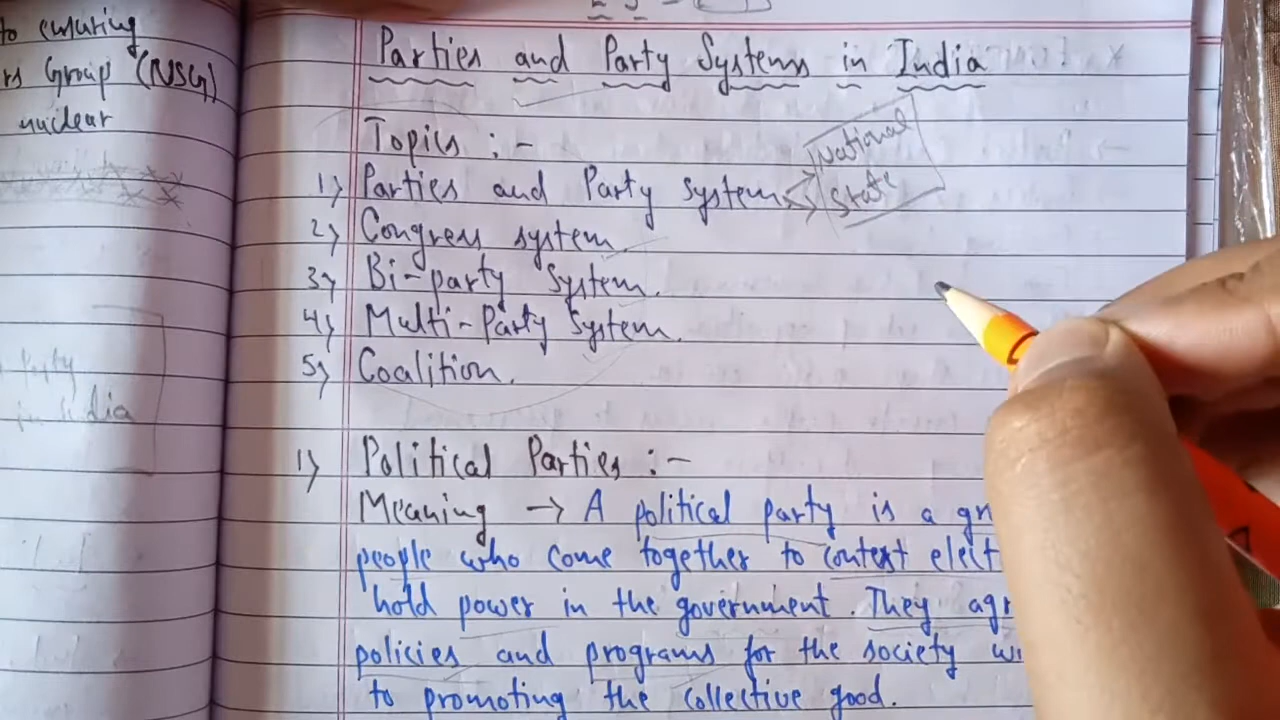 to ensuring
rs Group (NSG)
nuclear
Parties and Party Systems in India
Topics :-
1) Parties and Party system
National
State
2) Congress system.
3) Bi-party System.
4) Multi-Party System.
5) Coalition.
1) Political Parties :-
Meaning → A political party is a gr
people who come together to contest elect
hold power in the government. They agr
policies and programs for the society wi
to promoting the collective good.